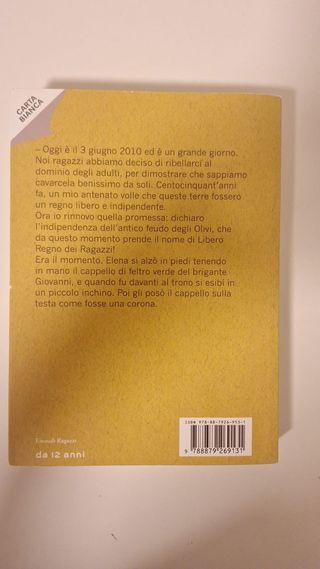 CARTA
BIANCA
– Oggi è il 3 giugno 2010 ed è un grande giorno.
Noi ragazzi abbiamo deciso di ribellarci al
dominio degli adulti, per dimostrare che sappiamo
cavarcela benissimo da soli. Centocinquant'anni
fa, un mio antenato volle che queste terre fossero
un regno libero e indipendente.
Ora io rinnovo quella promessa: dichiaro
l'indipendenza dell'antico feudo degli Olivi, che
da questo momento prende il nome di Libero
Regno dei Ragazzi!
Era il momento. Elena si alzò in piedi tenendo
in mano il cappello di feltro verde del brigante
Giovanni, e quando fu davanti al trono si esibì in
un piccolo inchino. Poi gli posò il cappello sulla
testa come fosse una corona.
ISBN 978-88-7926-913-1
9 788879 269131
Einaudi Ragazzi
da 12 anni